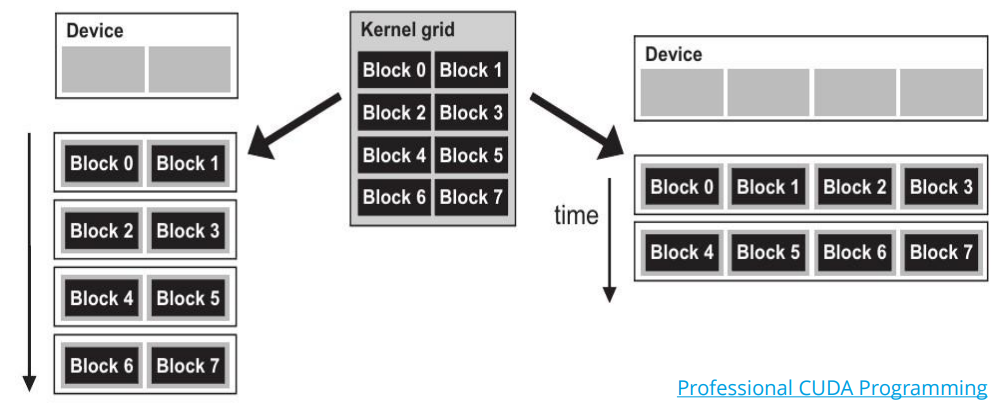 Device
Block 0 Block 1
Block 2 Block 3
Block 4 Block 5
Block 6 Block 7
Kernel grid
Block 0 Block 1
Block 2 Block 3
Block 4 Block 5
Block 6 Block 7
Device
time
Block 0 Block 1 Block 2 Block 3
Block 4 Block 5 Block 6 Block 7
Professional CUDA Programming